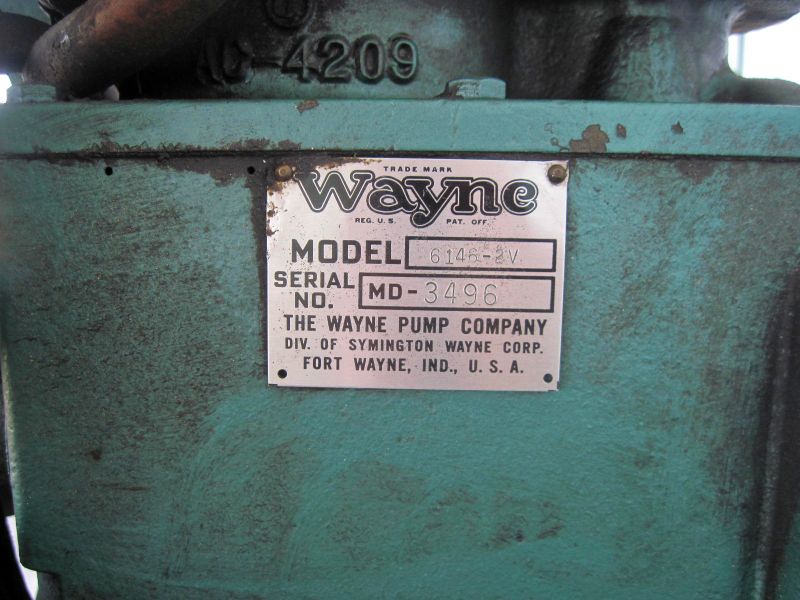 -4209
TRADE MARK
Wayne
REG. U.S. PAT. OFF.
MODEL 6146-2V
SERIAL NO. MD-3496
THE WAYNE PUMP COMPANY
DIV. OF SYMINGTON WAYNE CORP.
FORT WAYNE, IND., U. S. A.